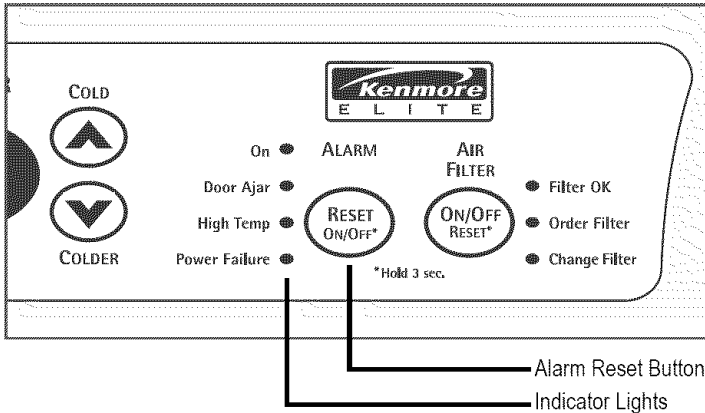 COLD
COLDER
Kenmore
ELITE
On
Door Ajar
High Temp
Power Failure
ALARM
RESET
ON/OFF*
*Hold 3 sec.
AIR
FILTER
ON/OFF
RESET*
Filter OK
Order Filter
Change Filter
Alarm Reset Button
Indicator Lights